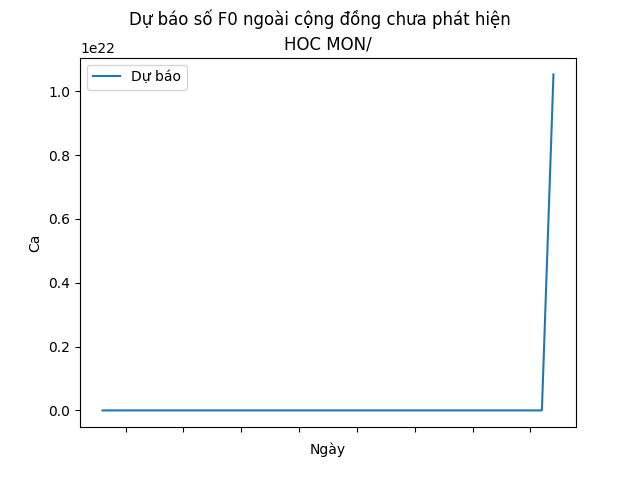 Dự báo số F0 ngoài cộng đồng chưa phát hiện
HOC MON/
1e22
Dự báo
1.0
0.8
0.6
0.4
0.2
0.0
Ca
Ngày